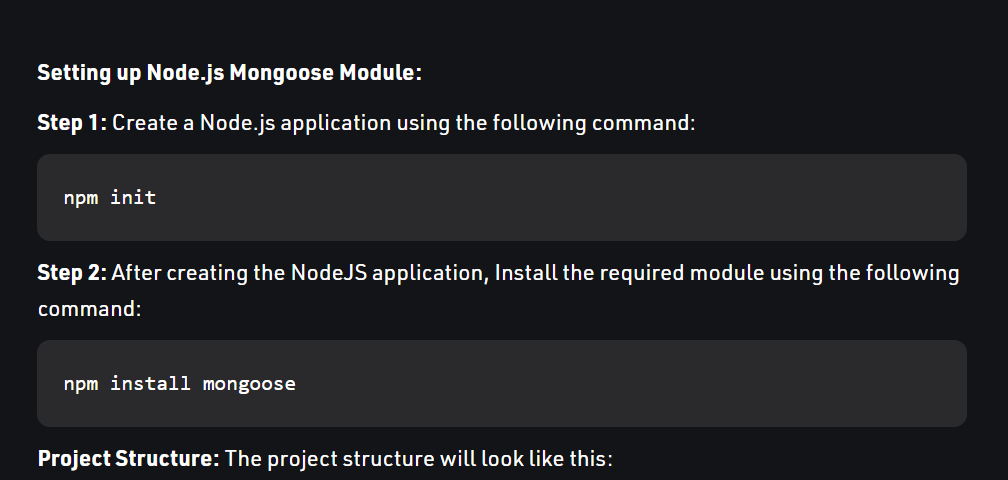 Setting up Node.js Mongoose Module:
Step 1: Create a Node.js application using the following command:
npm init
Step 2: After creating the NodeJS application, Install the required module using the following
command:
npm install mongoose
Project Structure: The project structure will look like this: